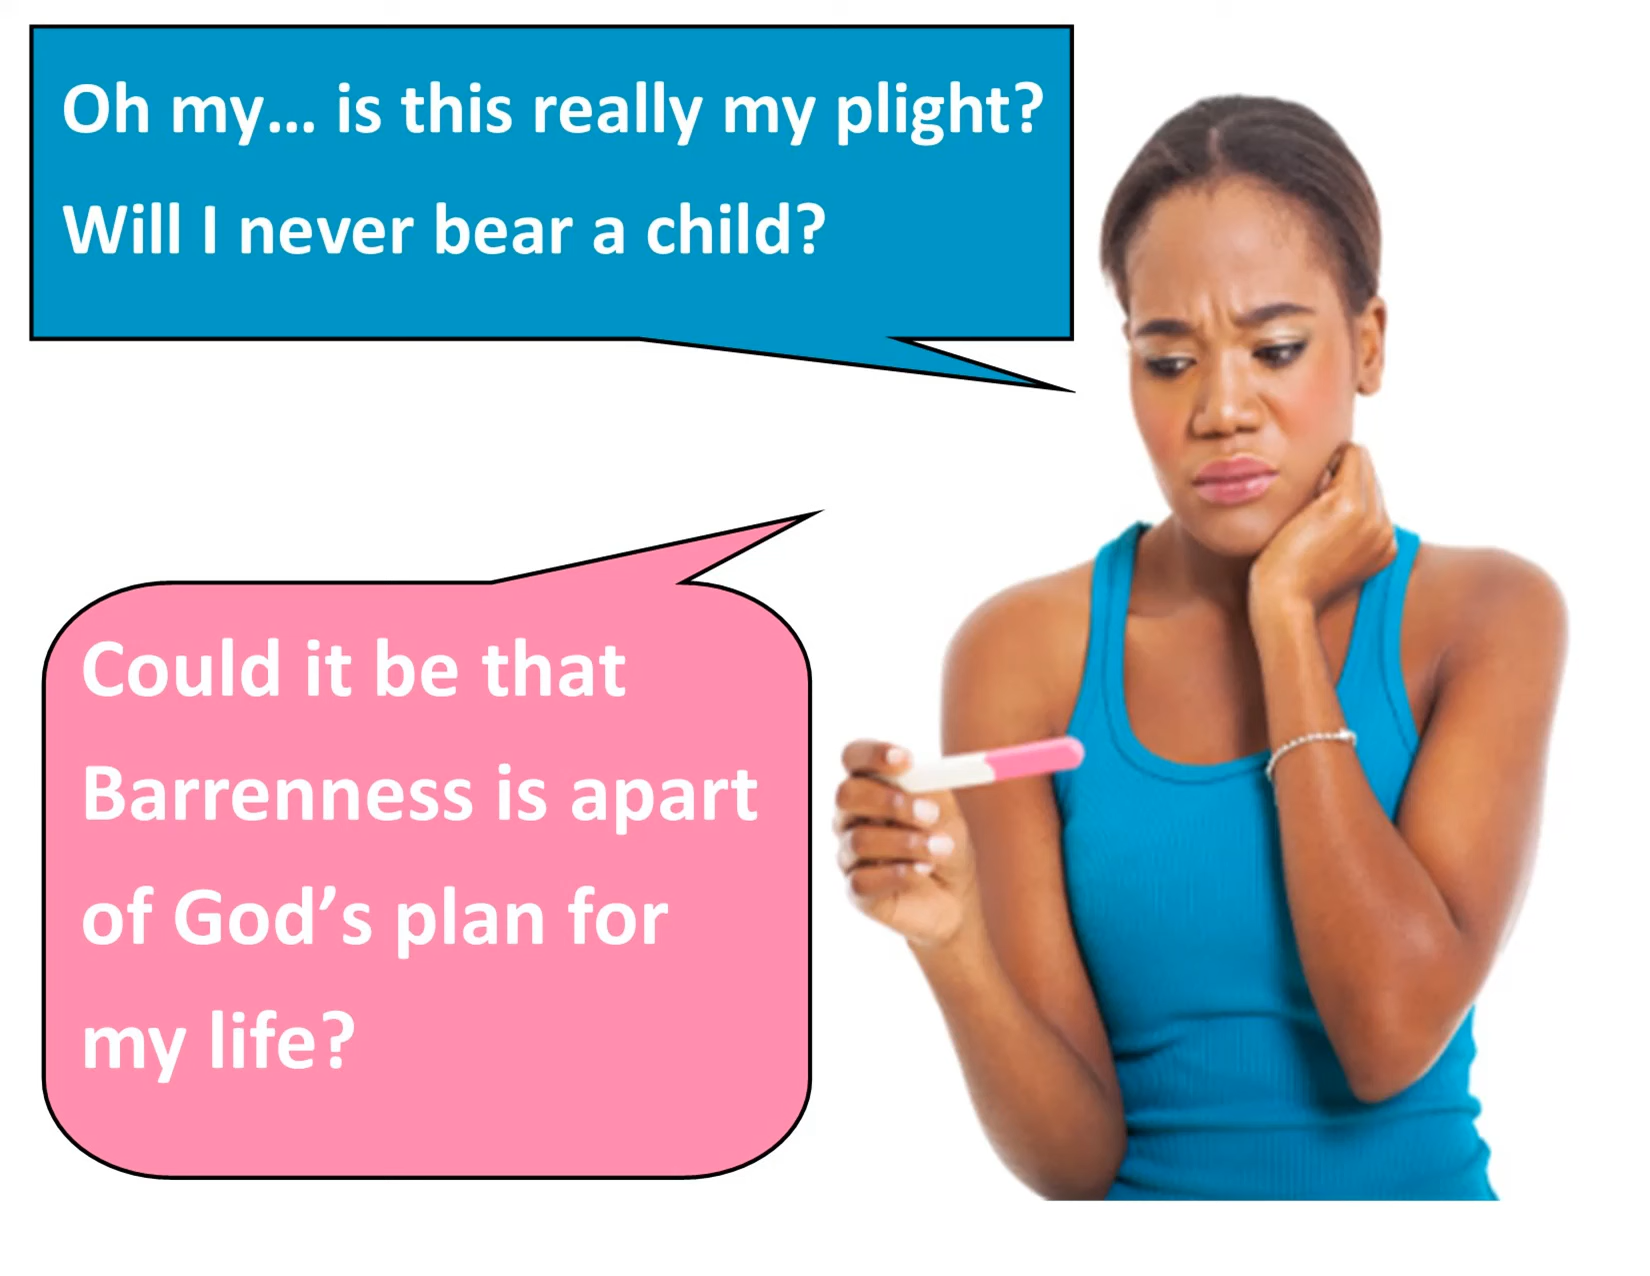 Oh my... is this really my plight?
Will I never bear a child?
Could it be that
Barrenness is apart
of God’s plan for
my life?